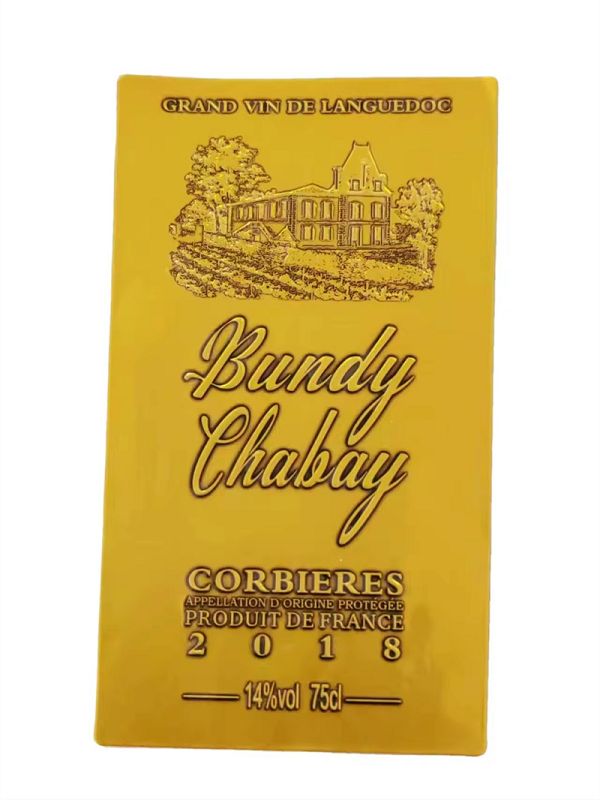 GRAND VIN DE LANGUEDOC
Bundy
Chabay
CORBIERES
APPELLATION D ORIGINE PROTÉGÉE
PRODUIT DE FRANCE
2018
14%vol 75cl